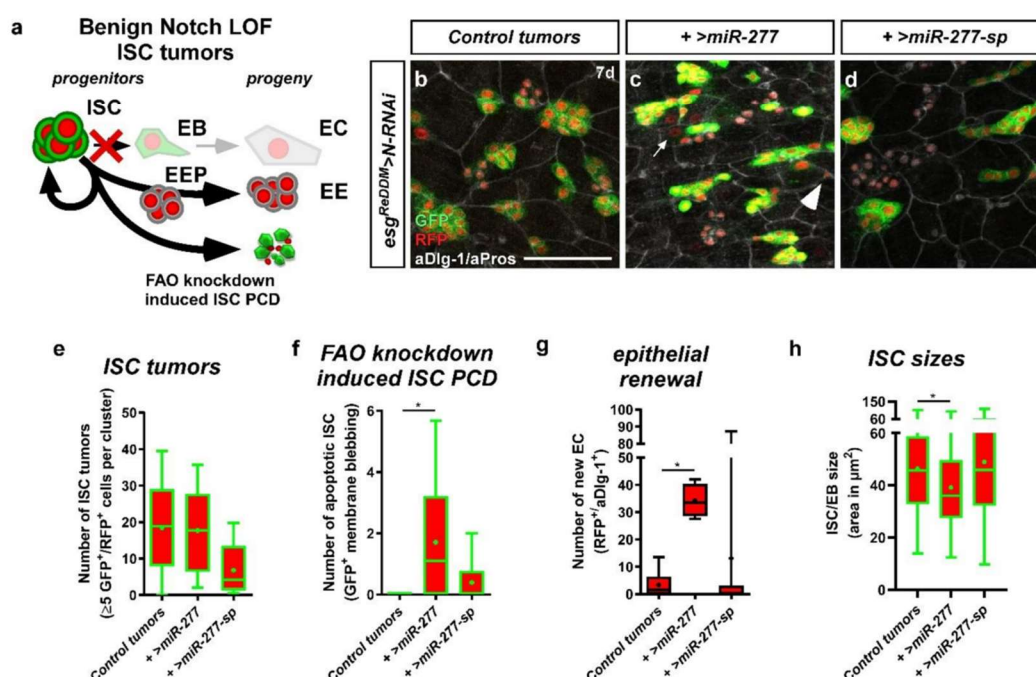 a
Benign Notch LOF
ISC tumors
progenitors
progeny
ISC
EB
EC
EEP
EE
FAO knockdown
induced ISC PCD
Control tumors
+ >miR-277
+ >miR-277-sp
esgReDDM>N-RNAi
b
7d
GFP
RFP
aDlg-1/aPros
c
d
e
ISC tumors
Number of ISC tumors
(≥5 GFP⁺/RFP⁺ cells per cluster)
50
40
30
20
10
0
Control tumors
+ >miR-277
+ >miR-277-sp
f
FAO knockdown
induced ISC PCD
Number of apoptotic ISC
(GFP⁺ membrane blebbing)
6
4
2
0
*
Control tumors
+ >miR-277
+ >miR-277-sp
g
epithelial
renewal
Number of new EC
(RFP⁺/aDlg-1⁺)
100
90
80
70
60
50
40
30
20
10
0
*
Control tumors
+ >miR-277
+ >miR-277-sp
h
ISC sizes
ISC/EB size
(area in µm²)
150
60
60
40
20
0
*
Control tumors
+ >miR-277
+ >miR-277-sp